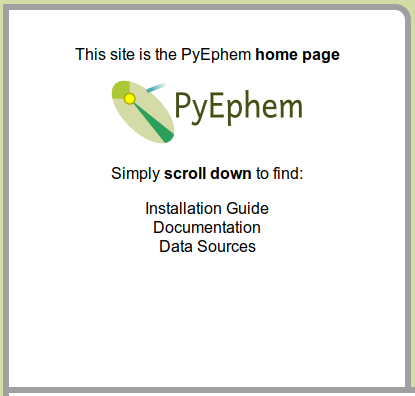 This site is the PyEphem home page
PyEphem
Simply scroll down to find:
Installation Guide
Documentation
Data Sources